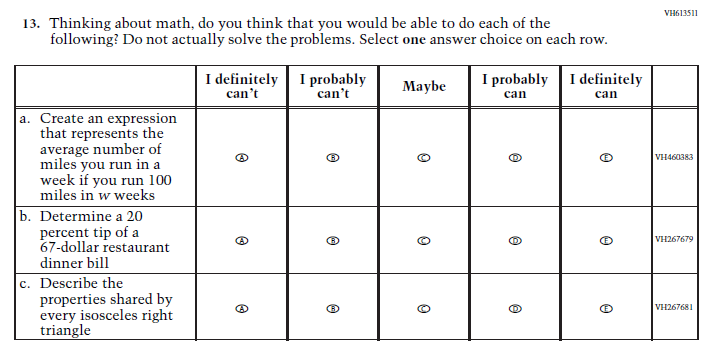 VH613511
13. Thinking about math, do you think that you would be able to do each of the
following? Do not actually solve the problems. Select one answer choice on each row.
I definitely can't I probably can't Maybe I probably can I definitely can
a. Create an expression
that represents the
average number of
miles you run in a
week if you run 100
miles in w weeks
A B C D E VH460383
b. Determine a 20
percent tip of a
67-dollar restaurant
dinner bill
A B C D E VH267679
c. Describe the
properties shared by
every isosceles right
triangle
A B C D E VH267681